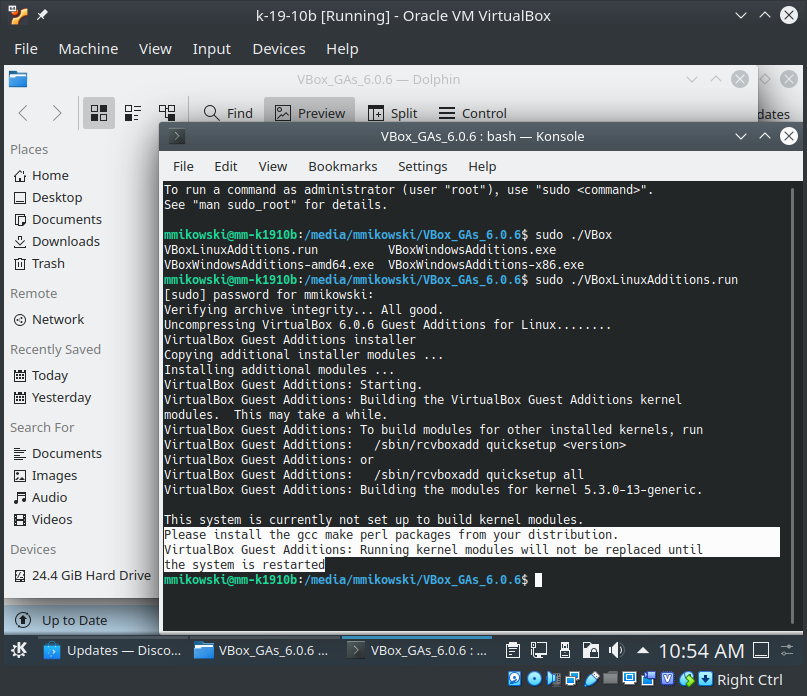 k-19-10b [Running] - Oracle VM VirtualBox
File Machine View Input Devices Help
VBox_GAs_6.0.6 — Dolphin
Find Preview Split Control
dates
Places
Home
Desktop
Documents
Downloads
Trash
Remote
Network
Recently Saved
Today
Yesterday
Search For
Documents
Images
Audio
Videos
Devices
24.4 GiB Hard Drive
Up to Date
VBox_GAs_6.0.6 : bash — Konsole
File Edit View Bookmarks Settings Help
To run a command as administrator (user "root"), use "sudo <command>".
See "man sudo_root" for details.
mmikowski@mm-k1910b:/media/mmikowski/VBox_GAs_6.0.6$ sudo ./VBox
VBoxLinuxAdditions.run VBoxWindowsAdditions.exe
VBoxWindowsAdditions-amd64.exe VBoxWindowsAdditions-x86.exe
mmikowski@mm-k1910b:/media/mmikowski/VBox_GAs_6.0.6$ sudo ./VBoxLinuxAdditions.run
[sudo] password for mmikowski:
Verifying archive integrity... All good.
Uncompressing VirtualBox 6.0.6 Guest Additions for Linux........
VirtualBox Guest Additions installer
Copying additional installer modules ...
Installing additional modules ...
VirtualBox Guest Additions: Starting.
VirtualBox Guest Additions: Building the VirtualBox Guest Additions kernel
modules. This may take a while.
VirtualBox Guest Additions: To build modules for other installed kernels, run
VirtualBox Guest Additions: /sbin/rcvboxadd quicksetup <version>
VirtualBox Guest Additions: or
VirtualBox Guest Additions: /sbin/rcvboxadd quicksetup all
VirtualBox Guest Additions: Building the modules for kernel 5.3.0-13-generic.
This system is currently not set up to build kernel modules.
Please install the gcc make perl packages from your distribution.
VirtualBox Guest Additions: Running kernel modules will not be replaced until
the system is restarted
mmikowski@mm-k1910b:/media/mmikowski/VBox_GAs_6.0.6$
Updates — Disco... VBox_GAs_6.0.6 ... VBox_GAs_6.0.6 : ... 10:54 AM
Right Ctrl